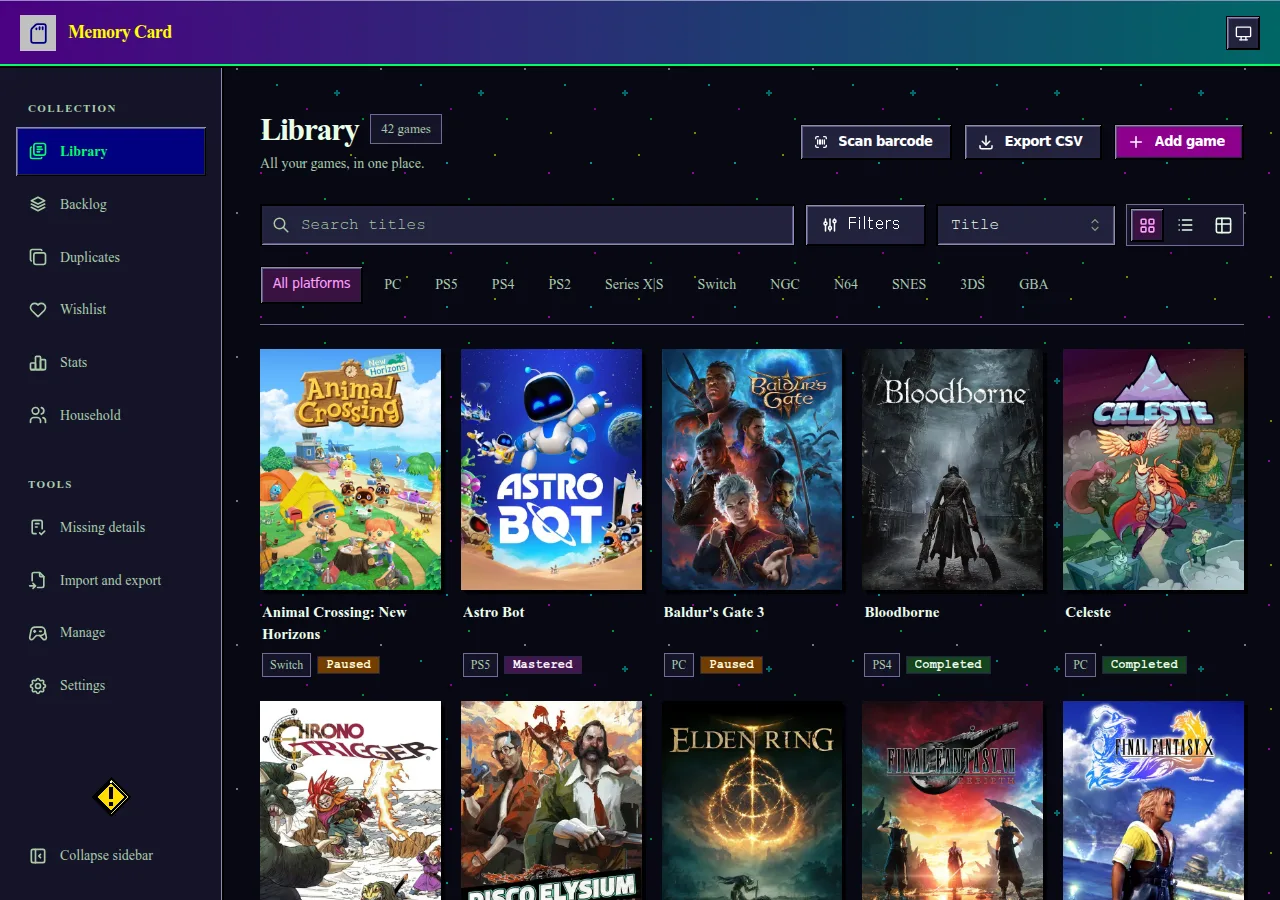 Memory Card
COLLECTION
Library
Backlog
Duplicates
Wishlist
Stats
Household
TOOLS
Missing details
Import and export
Manage
Settings
Collapse sidebar
Library
42 games
All your games, in one place.
Scan barcode
Export CSV
Add game
Search titles
Filters
Title
All platforms
PC
PS5
PS4
PS2
Series X|S
Switch
NGC
N64
SNES
3DS
GBA
New Horizons
Animal
Crossing
ASTRO
BOT
Baldur's
Gate
Bloodborne
CELESTE
Animal Crossing: New
Horizons
Switch
Paused
Astro Bot
PS5
Mastered
Baldur's Gate 3
PC
Paused
Bloodborne
PS4
Completed
Celeste
PC
Completed
CHRONO
TRIGGER
DISCO ELYSIUM
ELDEN RING
FINAL FANTASY VII
REBIRTH
FINAL FANTASY X